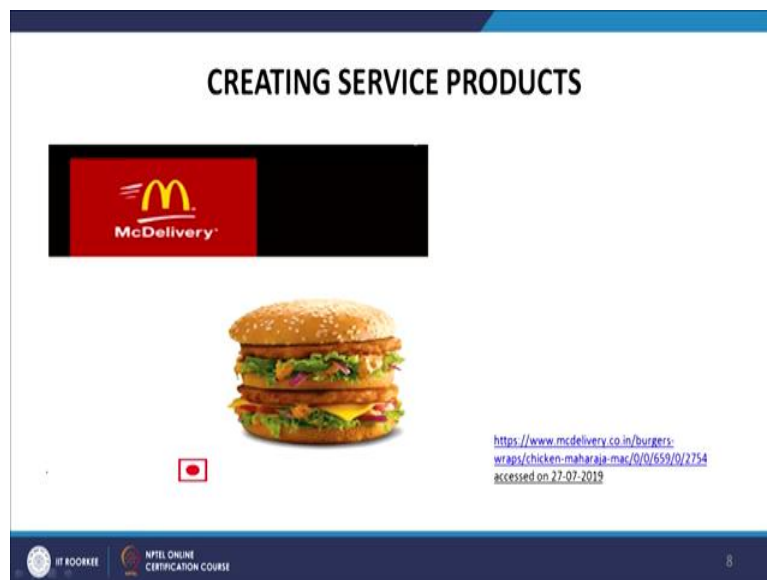 CREATING SERVICE PRODUCTS
McDelivery
https://www.mcdelivery.co.in/burgers-
wraps/chicken-maharaja-mac/0/0/659/0/2754
accessed on 27-07-2019
IIT ROORKEE
NPTEL ONLINE
CERTIFICATION COURSE
8